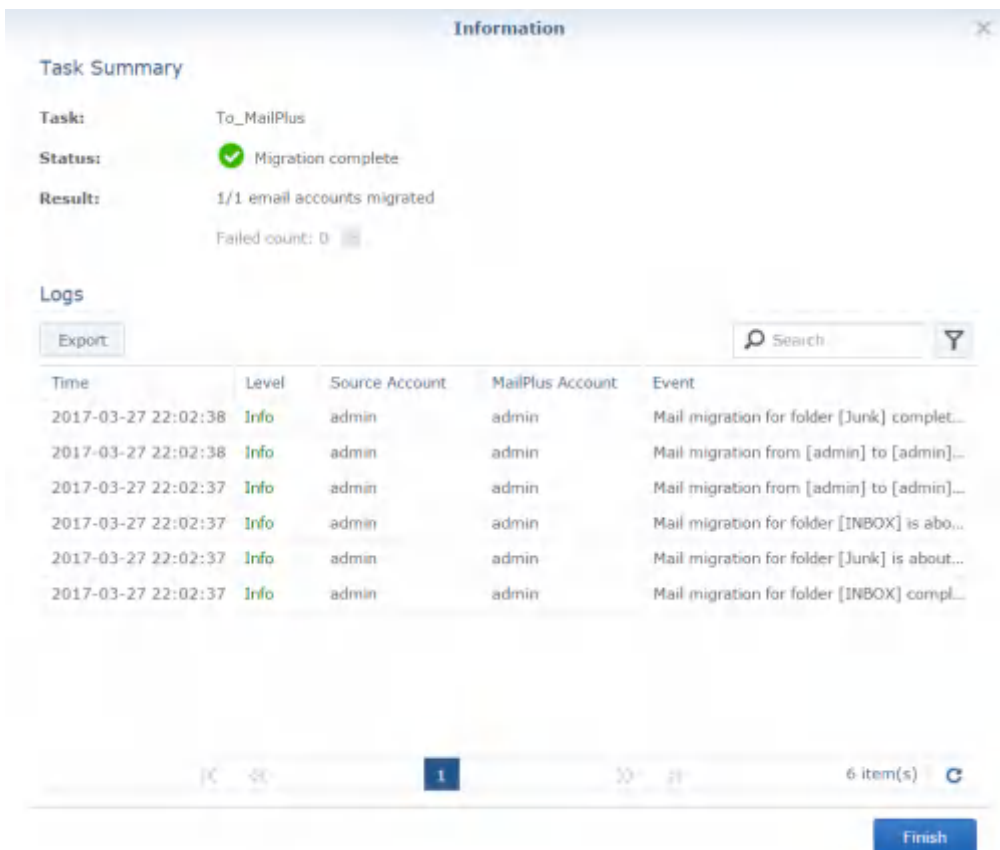 Information
Task Summary
Task: To_MailPlus
Status: Migration complete
Result: 1/1 email accounts migrated
Failed count: 0
Logs
Export Search
Time Level Source Account MailPlus Account Event
2017-03-27 22:02:38 Info admin admin Mail migration for folder [Junk] complet...
2017-03-27 22:02:38 Info admin admin Mail migration from [admin] to [admin]...
2017-03-27 22:02:37 Info admin admin Mail migration from [admin] to [admin]...
2017-03-27 22:02:37 Info admin admin Mail migration for folder [INBOX] is abo...
2017-03-27 22:02:37 Info admin admin Mail migration for folder [Junk] is about...
2017-03-27 22:02:37 Info admin admin Mail migration for folder [INBOX] compl...
1 6 item(s)
Finish